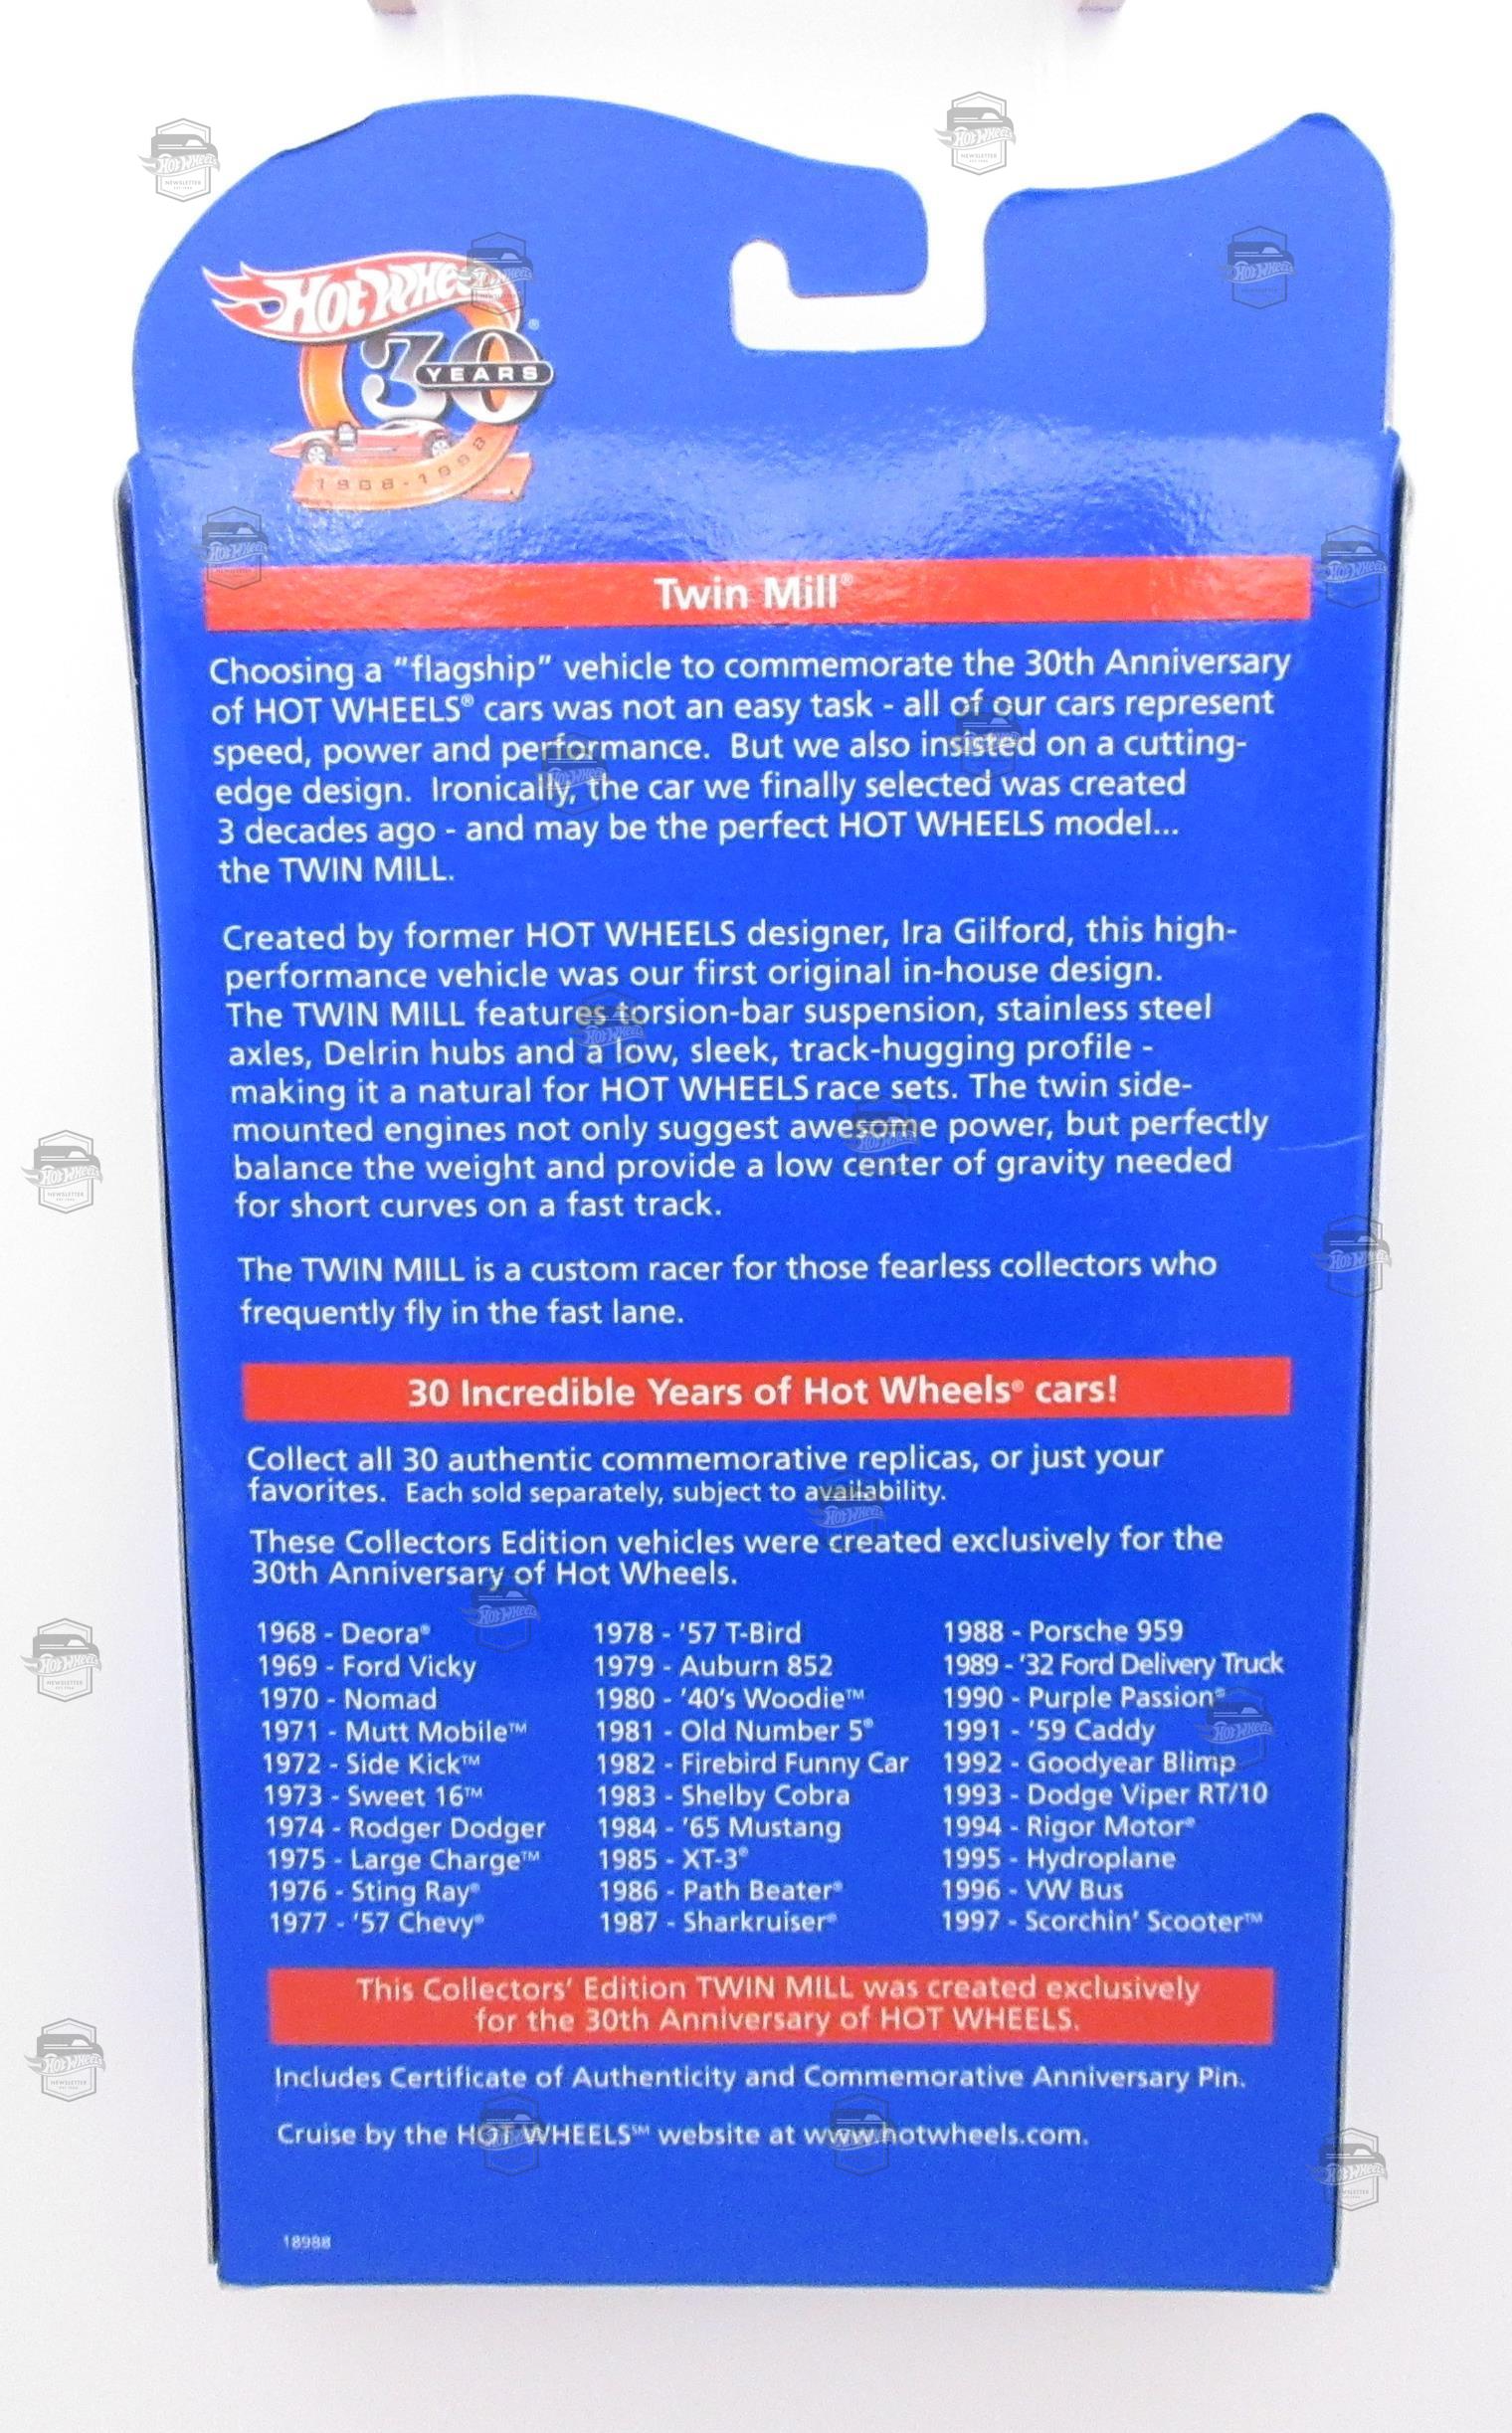 HOT WHEELS®
30
YEARS
1968-1998
Twin Mill®
Choosing a "flagship" vehicle to commemorate the 30th Anniversary
of HOT WHEELS® cars was not an easy task - all of our cars represent
speed, power and performance. But we also insisted on a cutting-
edge design. Ironically, the car we finally selected was created
3 decades ago - and may be the perfect HOT WHEELS model...
the TWIN MILL.
Created by former HOT WHEELS designer, Ira Gilford, this high-
performance vehicle was our first original in-house design.
The TWIN MILL features torsion-bar suspension, stainless steel
axles, Delrin hubs and a low, sleek, track-hugging profile -
making it a natural for HOT WHEELS race sets. The twin side-
mounted engines not only suggest awesome power, but perfectly
balance the weight and provide a low center of gravity needed
for short curves on a fast track.
The TWIN MILL is a custom racer for those fearless collectors who
frequently fly in the fast lane.
30 Incredible Years of Hot Wheels® cars!
Collect all 30 authentic commemorative replicas, or just your
favorites. Each sold separately, subject to availability.
These Collectors Edition vehicles were created exclusively for the
30th Anniversary of Hot Wheels.
1968 - Deora®
1969 - Ford Vicky
1970 - Nomad
1971 - Mutt Mobile™
1972 - Side Kick™
1973 - Sweet 16™
1974 - Rodger Dodger
1975 - Large Charge™
1976 - Sting Ray®
1977 - '57 Chevy®
1978 - '57 T-Bird
1979 - Auburn 852
1980 - '40's Woodie™
1981 - Old Number 5®
1982 - Firebird Funny Car
1983 - Shelby Cobra
1984 - '65 Mustang
1985 - XT-3®
1986 - Path Beater®
1987 - Sharkruiser®
1988 - Porsche 959
1989 - '32 Ford Delivery Truck
1990 - Purple Passion®
1991 - '59 Caddy
1992 - Goodyear Blimp
1993 - Dodge Viper RT/10
1994 - Rigor Motor®
1995 - Hydroplane
1996 - VW Bus
1997 - Scorchin' Scooter™
This Collectors' Edition TWIN MILL was created exclusively
for the 30th Anniversary of HOT WHEELS.
Includes Certificate of Authenticity and Commemorative Anniversary Pin.
Cruise by the HOT WHEELS℠ website at www.hotwheels.com.
18988